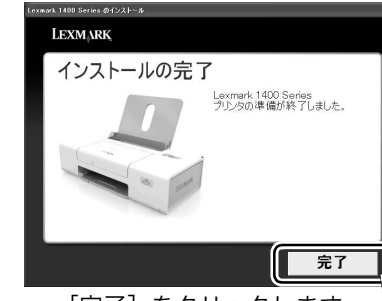 Lexmark 1400 Series のインストール
LEXMARK
インストールの完了
Lexmark 1400 Series
プリンタの準備が終了しました。
完了
［完了］をクリックします